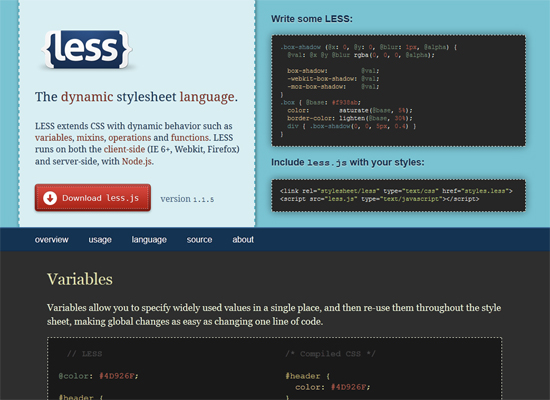 {less}
The dynamic stylesheet language.
LESS extends CSS with dynamic behavior such as
variables, mixins, operations and functions. LESS
runs on both the client-side (IE 6+, Webkit, Firefox)
and server-side, with Node.js.
Download less.js
version 1.1.5
Write some LESS:
.box-shadow (@x: 0, @y: 0, @blur: 1px, @alpha) {
@val: @x @y @blur rgba(0, 0, 0, @alpha);
box-shadow: @val;
-webkit-box-shadow: @val;
-moz-box-shadow: @val;
}
.box { @base: #f938ab;
color: saturate(@base, 5%);
border-color: lighten(@base, 30%);
div { .box-shadow(0, 0, 5px, 0.4) }
}
Include less.js with your styles:
<link rel="stylesheet/less" type="text/css" href="styles.less">
<script src="less.js" type="text/javascript"></script>
overview usage language source about
Variables
Variables allow you to specify widely used values in a single place, and then re-use them throughout the style
sheet, making global changes as easy as changing one line of code.
// LESS
@color: #4D926F;
#header {
/* Compiled CSS */
#header {
color: #4D926F;
}